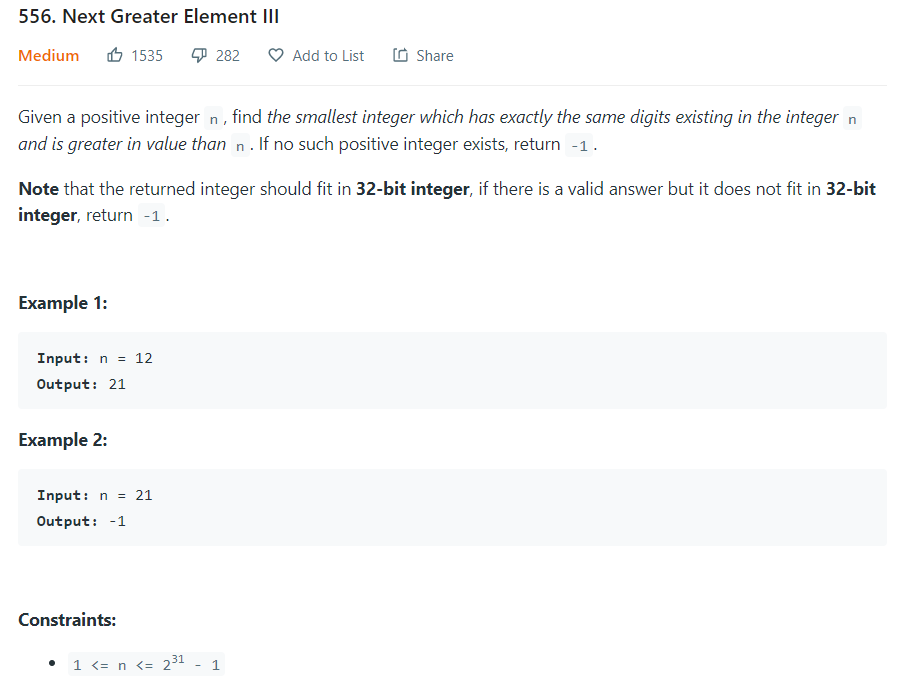 556. Next Greater Element III
Medium 1535 282 Add to List Share
Given a positive integer n, find the smallest integer which has exactly the same digits existing in the integer n
and is greater in value than n. If no such positive integer exists, return -1.
Note that the returned integer should fit in 32-bit integer, if there is a valid answer but it does not fit in 32-bit
integer, return -1.
Example 1:
Input: n = 12
Output: 21
Example 2:
Input: n = 21
Output: -1
Constraints:
• 1 <= n <= 2³¹ - 1